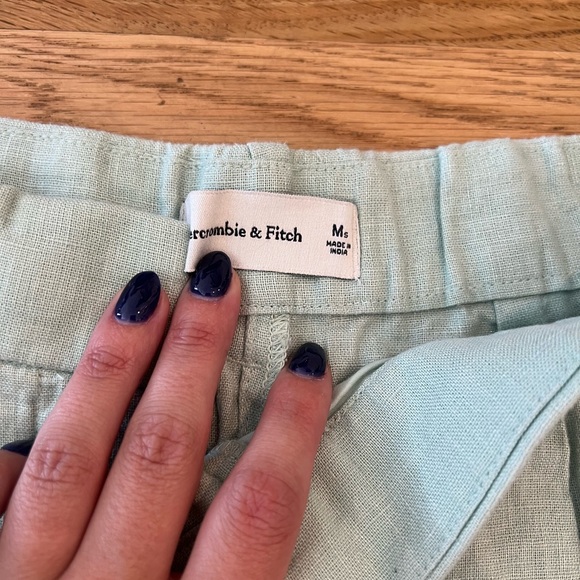 ercrombie & Fitch
Ms
MADE IN
INDIA